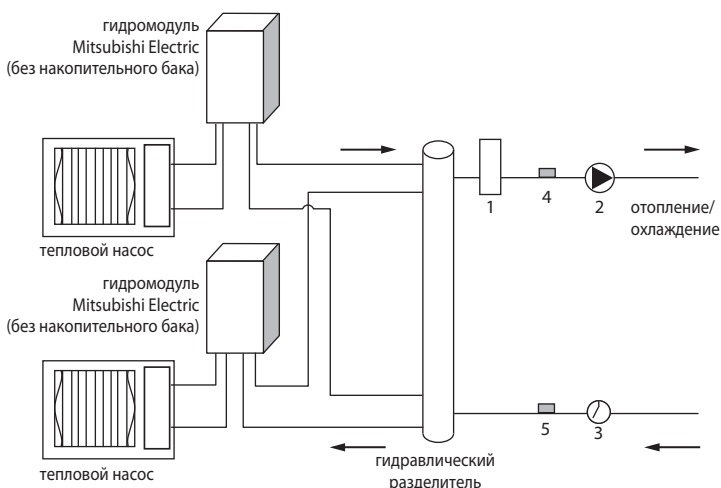 гидромодуль
Mitsubishi Electric
(без накопительного бака)
тепловой насос
гидромодуль
Mitsubishi Electric
(без накопительного бака)
тепловой насос
1
4
2
отопление/
охлаждение
5
3
гидравлический
разделитель